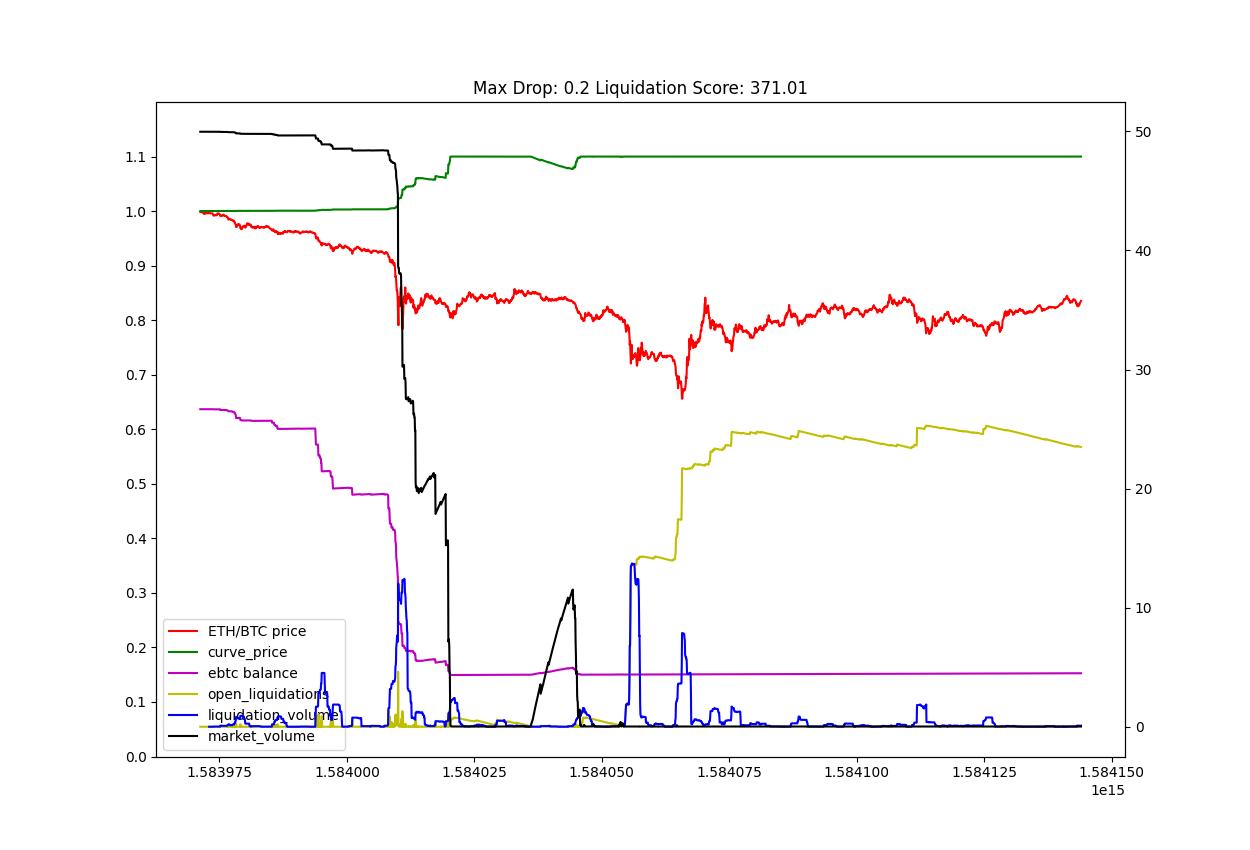 Max Drop: 0.2 Liquidation Score: 371.01
1.1
1.0
0.9
0.8
0.7
0.6
0.5
0.4
0.3
0.2
0.1
0.0
50
40
30
20
10
0
ETH/BTC price
curve_price
ebtc balance
open_liquidations
liquidation_volume
market_volume
1.583975 1.584000 1.584025 1.584050 1.584075 1.584100 1.584125 1.584150
1e15